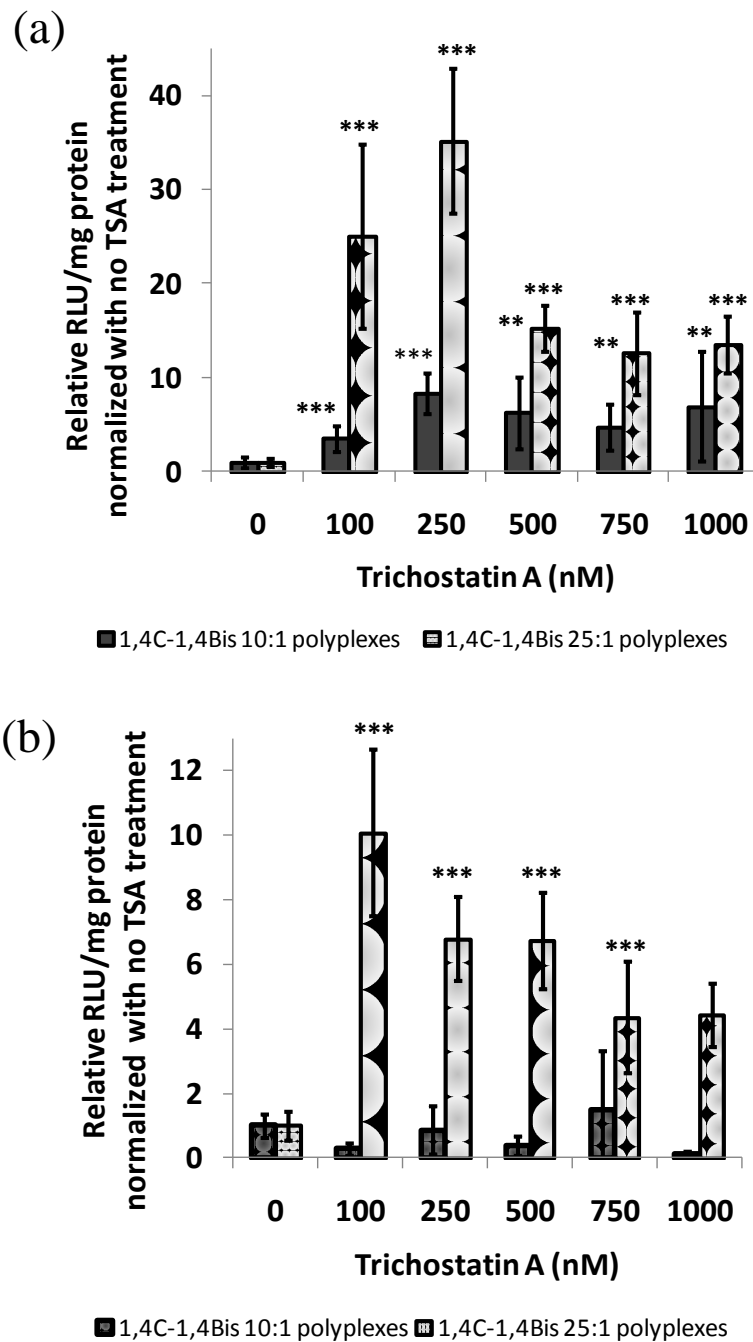 (a)
Relative RLU/mg protein
normalized with no TSA treatment
40
30
20
10
0
***
***
***
***
**
***
**
***
**
***
0 100 250 500 750 1000
Trichostatin A (nM)
1,4C-1,4Bis 10:1 polyplexes 1,4C-1,4Bis 25:1 polyplexes
(b)
Relative RLU/mg protein
normalized with no TSA treatment
12
10
8
6
4
2
0
***
***
***
***
0 100 250 500 750 1000
Trichostatin A (nM)
1,4C-1,4Bis 10:1 polyplexes 1,4C-1,4Bis 25:1 polyplexes